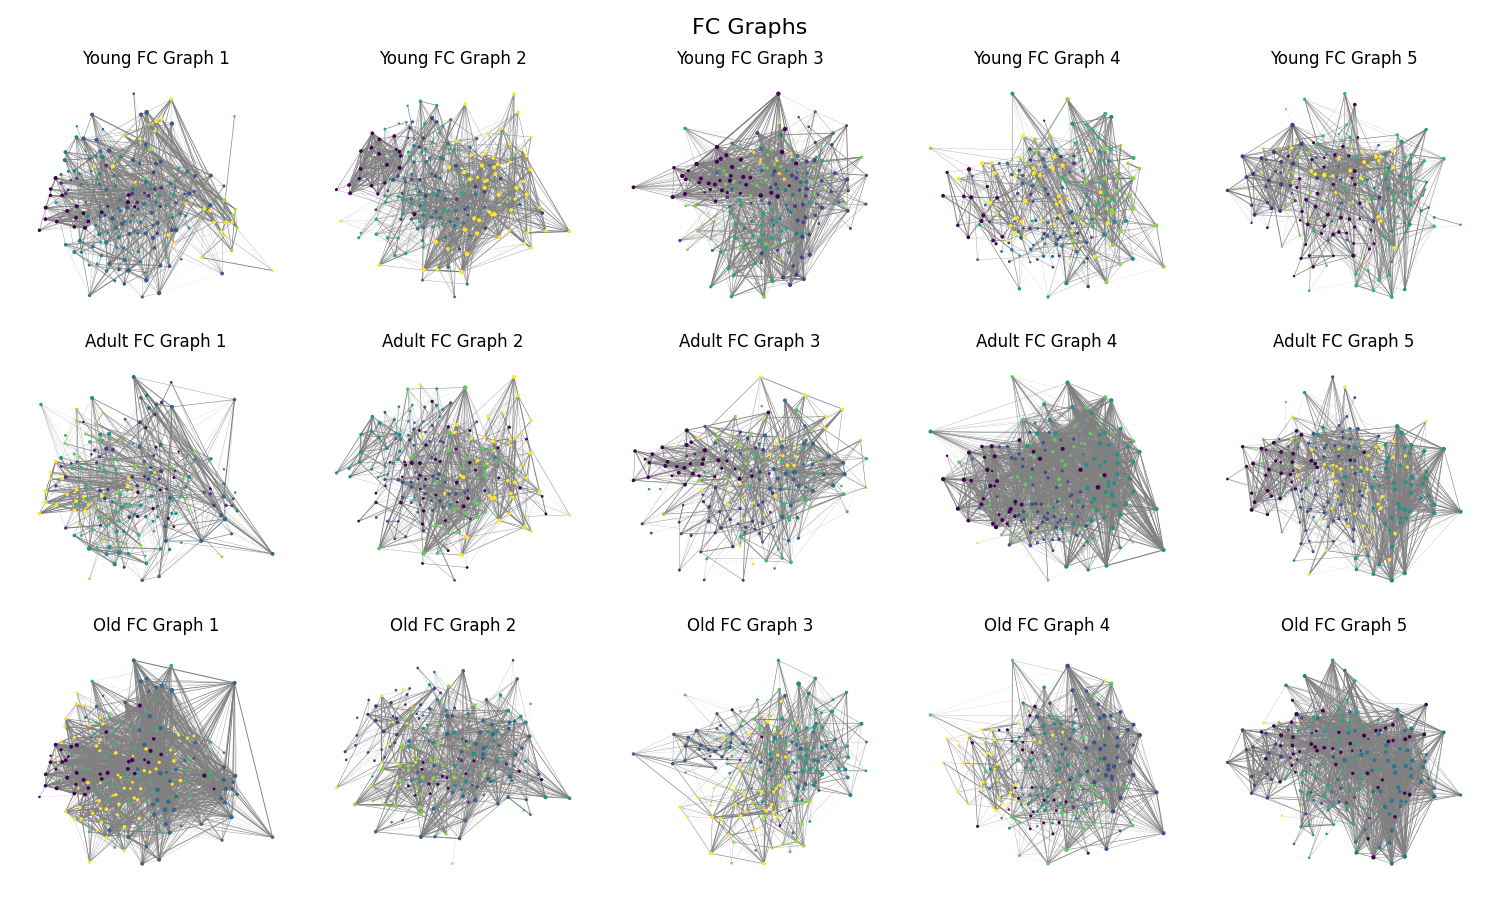 FC Graphs
Young FC Graph 1
Young FC Graph 2
Young FC Graph 3
Young FC Graph 4
Young FC Graph 5
Adult FC Graph 1
Adult FC Graph 2
Adult FC Graph 3
Adult FC Graph 4
Adult FC Graph 5
Old FC Graph 1
Old FC Graph 2
Old FC Graph 3
Old FC Graph 4
Old FC Graph 5